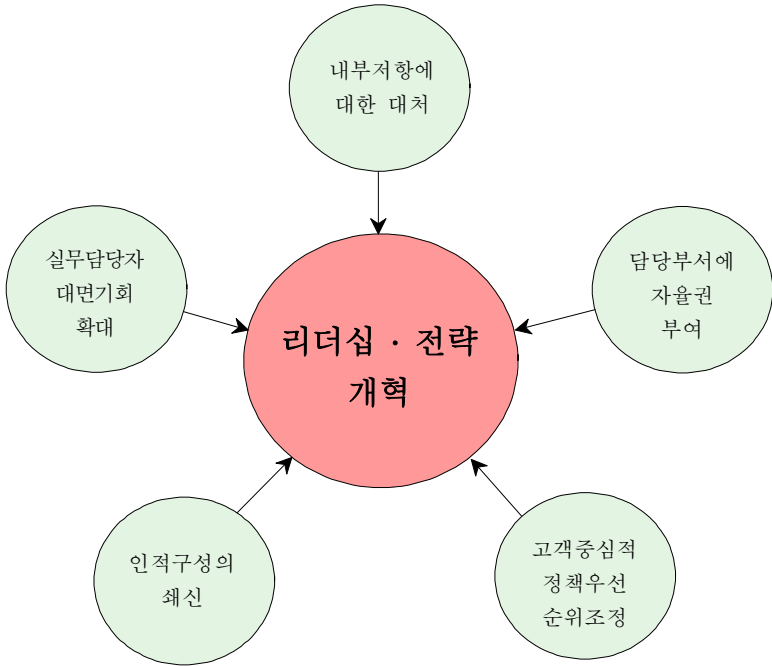 내부저항에
대한 대처
실무담당자
대면기회
확대
담당부서에
자율권
부여
리더십 · 전략
개혁
인적구성의
쇄신
고객중심적
정책우선
순위조정